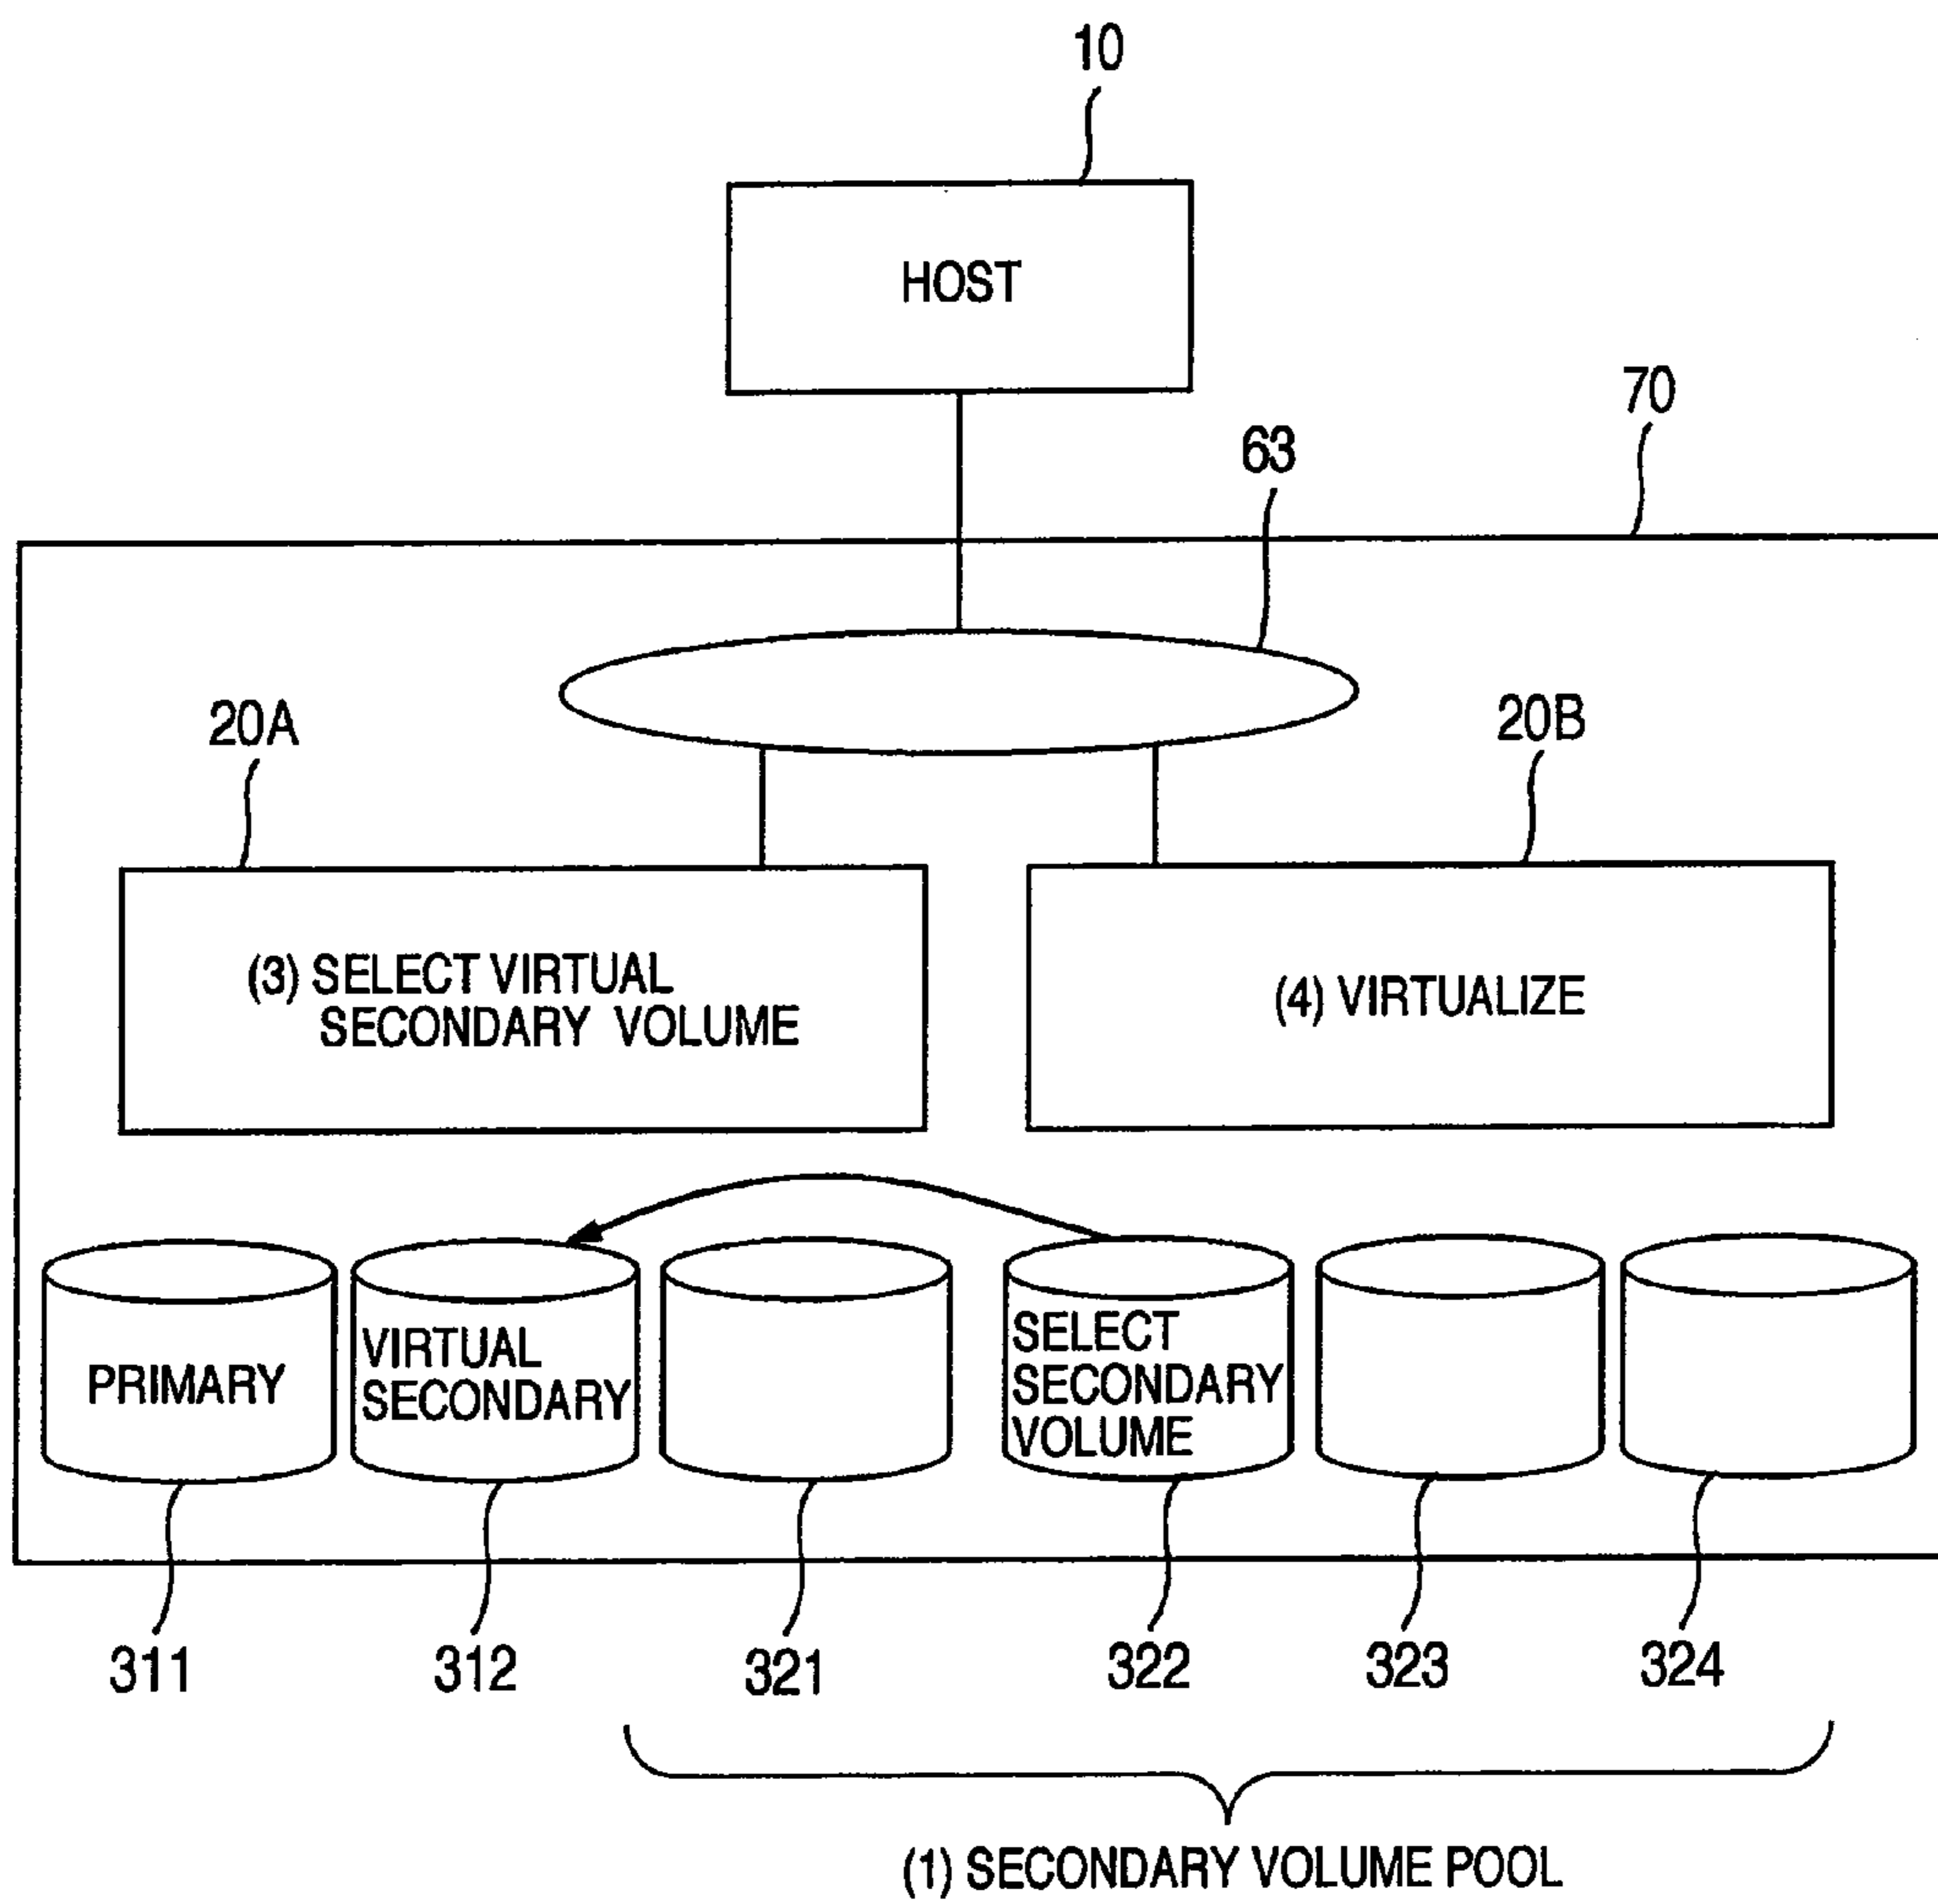 10
HOST
70
63
20A
20B
(3) SELECT VIRTUAL
SECONDARY VOLUME
(4) VIRTUALIZE
PRIMARY
VIRTUAL
SECONDARY
SELECT
SECONDARY
VOLUME
311
312
321
322
323
324
(1) SECONDARY VOLUME POOL